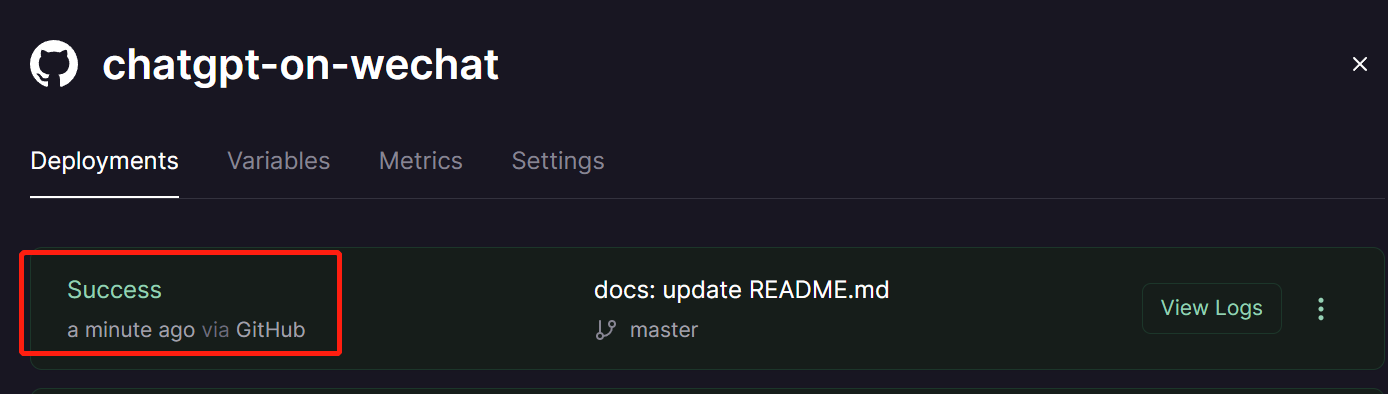 chatgpt-on-wechat
Deployments Variables Metrics Settings
Success
a minute ago via GitHub
docs: update README.md
master
View Logs